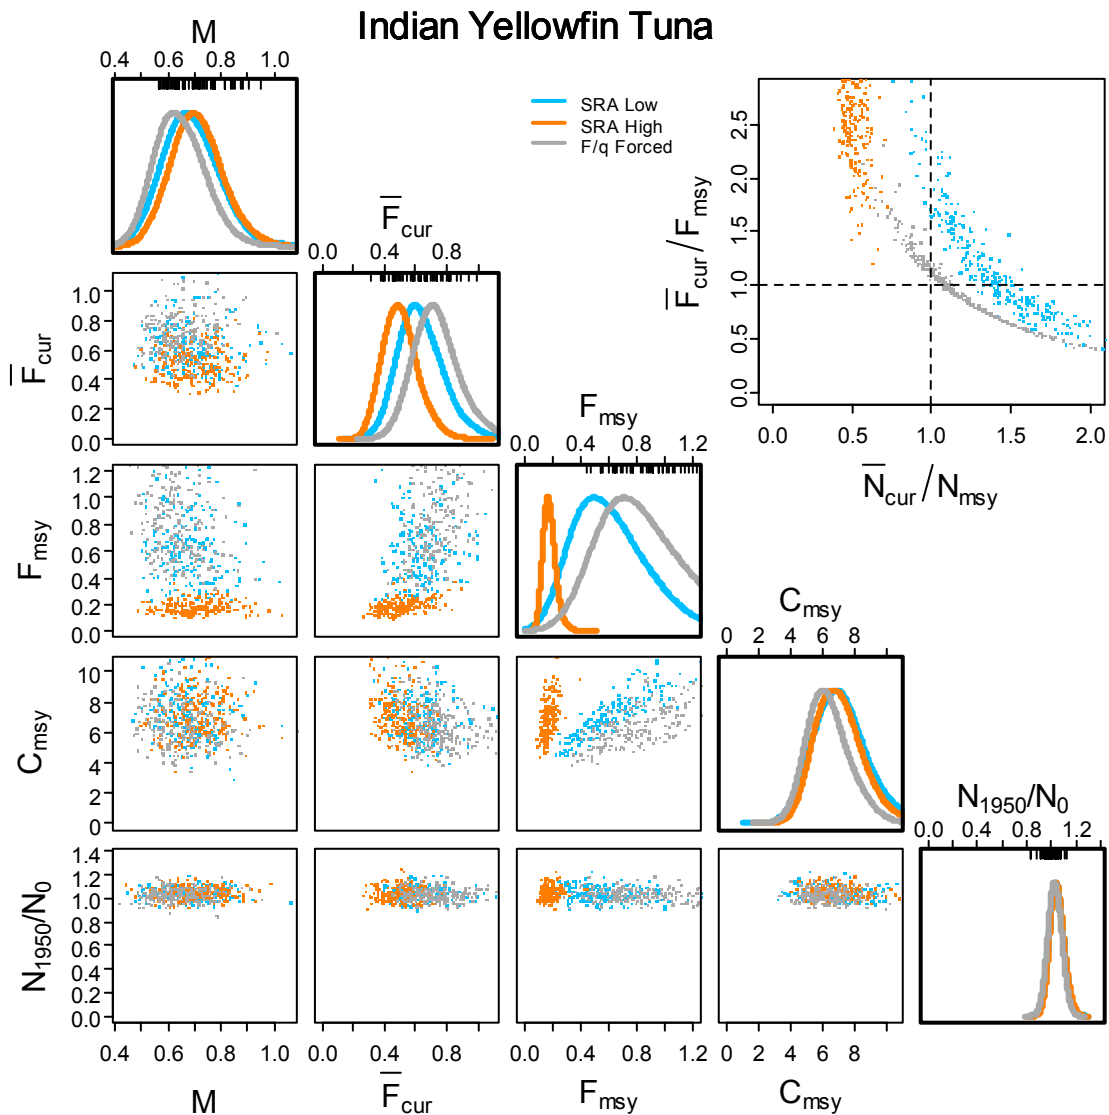 Indian Yellowfin Tuna
M
0.4 0.6 0.8 1.0
SRA Low
SRA High
F/q Forced
F̅cur
0.0 0.4 0.8
F̅cur / Fmsy
0.0 0.5 1.0 1.5 2.0 2.5
0.0 0.5 1.0 1.5 2.0
N̅cur / Nmsy
F̅cur
1.0
0.8
0.6
0.4
0.2
0.0
Fmsy
0.0 0.4 0.8 1.2
Fmsy
1.2
1.0
0.8
0.6
0.4
0.2
0.0
Cmsy
0 2 4 6 8
Cmsy
10
8
6
4
2
0
N1950/N0
0.0 0.4 0.8 1.2
N1950/N0
1.4
1.2
1.0
0.8
0.6
0.4
0.2
0.0
0.4 0.6 0.8 1.0
0.0 0.4 0.8
0.0 0.4 0.8 1.2
0 2 4 6 8
M
F̅cur
Fmsy
Cmsy